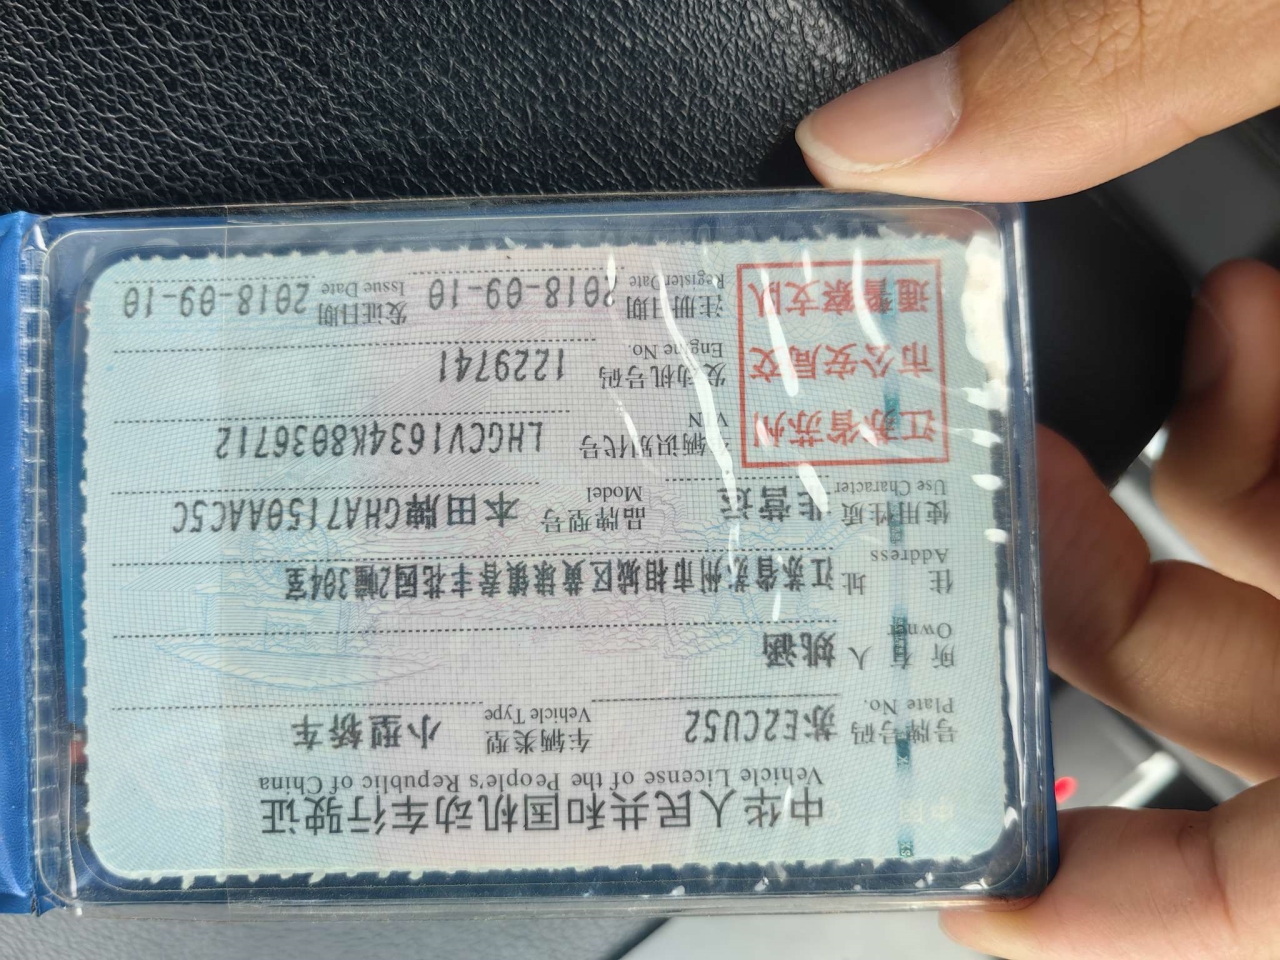 中华人民共和国机动车行驶证
Vehicle License of the People's Republic of China
号牌号码 苏E2CU52 车辆类型 小型轿车
Plate No. Vehicle Type
所有人 姚涵
Owner
住址 江苏省苏州市相城区黄埭镇春丰花园2幢304室
Address
使用性质 非营运 品牌型号 本田牌GHA7150AAC5C
Use Character Model
江苏省苏州
市公安局交
通警察支队
车辆识别代号 LHGCV1634K8036712
VIN
发动机号码 1229741
Engine No.
注册日期 2018-09-10 发证日期 2018-09-10
Register Date Issue Date